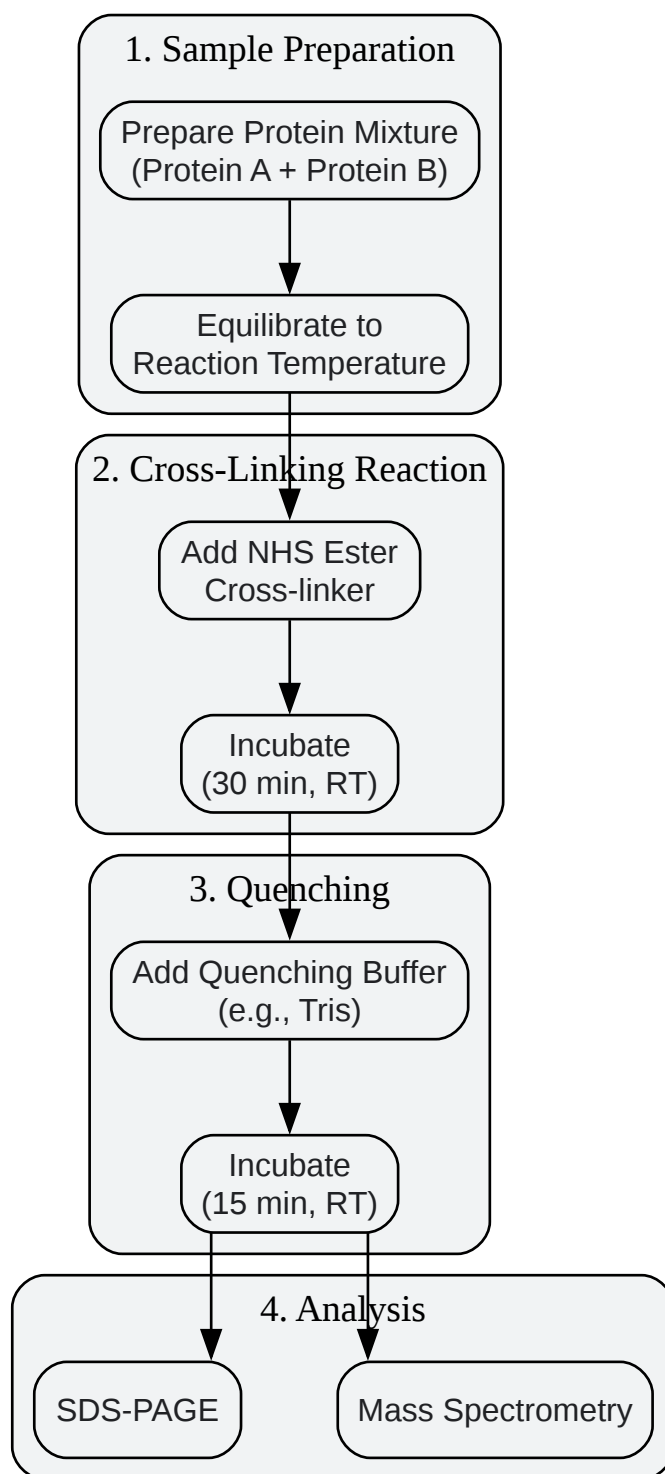 1. Sample Preparation
Prepare Protein Mixture
(Protein A + Protein B)
Equilibrate to
Reaction Temperature
2. Cross-Linking Reaction
Add NHS Ester
Cross-linker
Incubate
(30 min, RT)
3. Quenching
Add Quenching Buffer
(e.g., Tris)
Incubate
(15 min, RT)
4. Analysis
SDS-PAGE
Mass Spectrometry